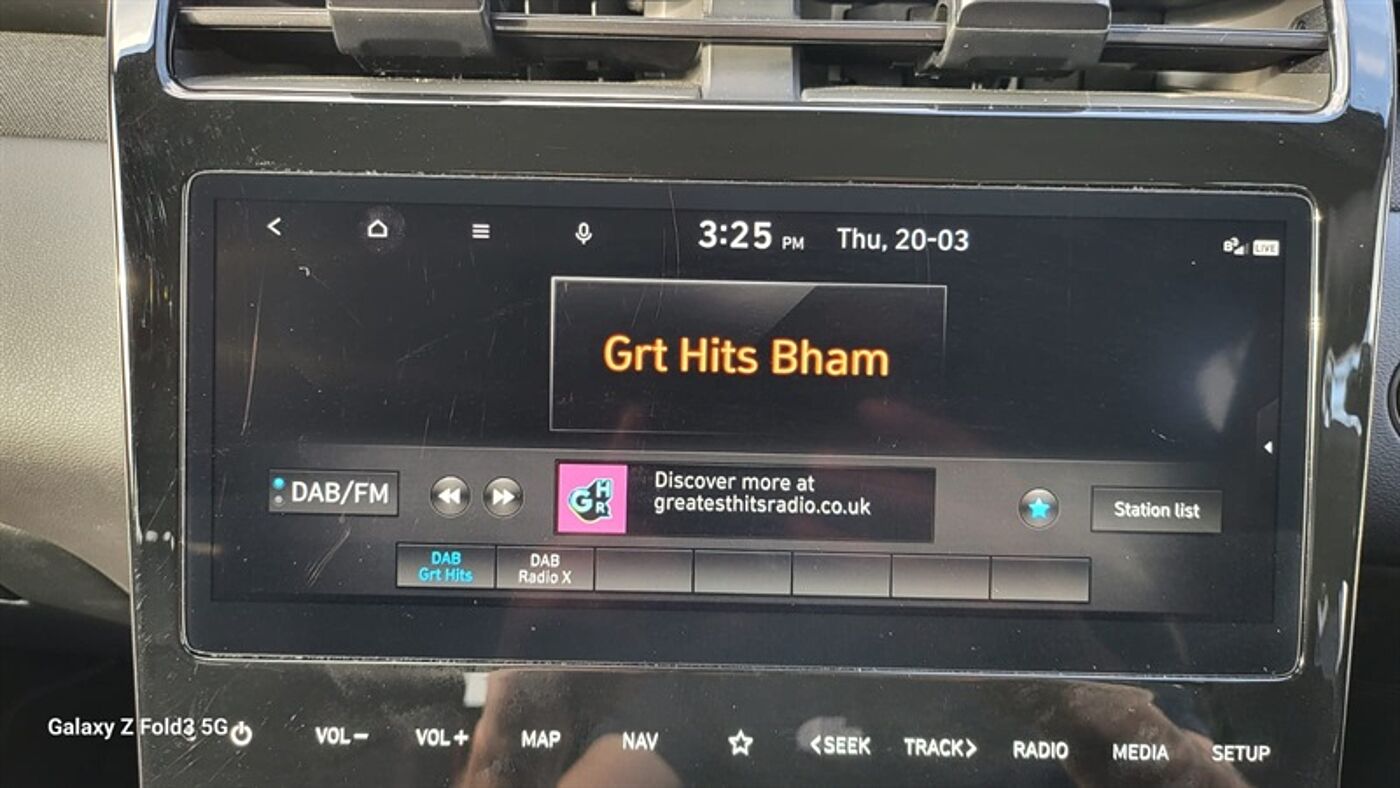 3:25 PM Thu, 20-03
LIVE
Grt Hits Bham
DAB/FM
GHR
Discover more at
greatesthitsradio.co.uk
Station list
DAB
Grt Hits
DAB
Radio X
Galaxy Z Fold3 5G
VOL−
VOL+
MAP
NAV
<SEEK
TRACK>
RADIO
MEDIA
SETUP